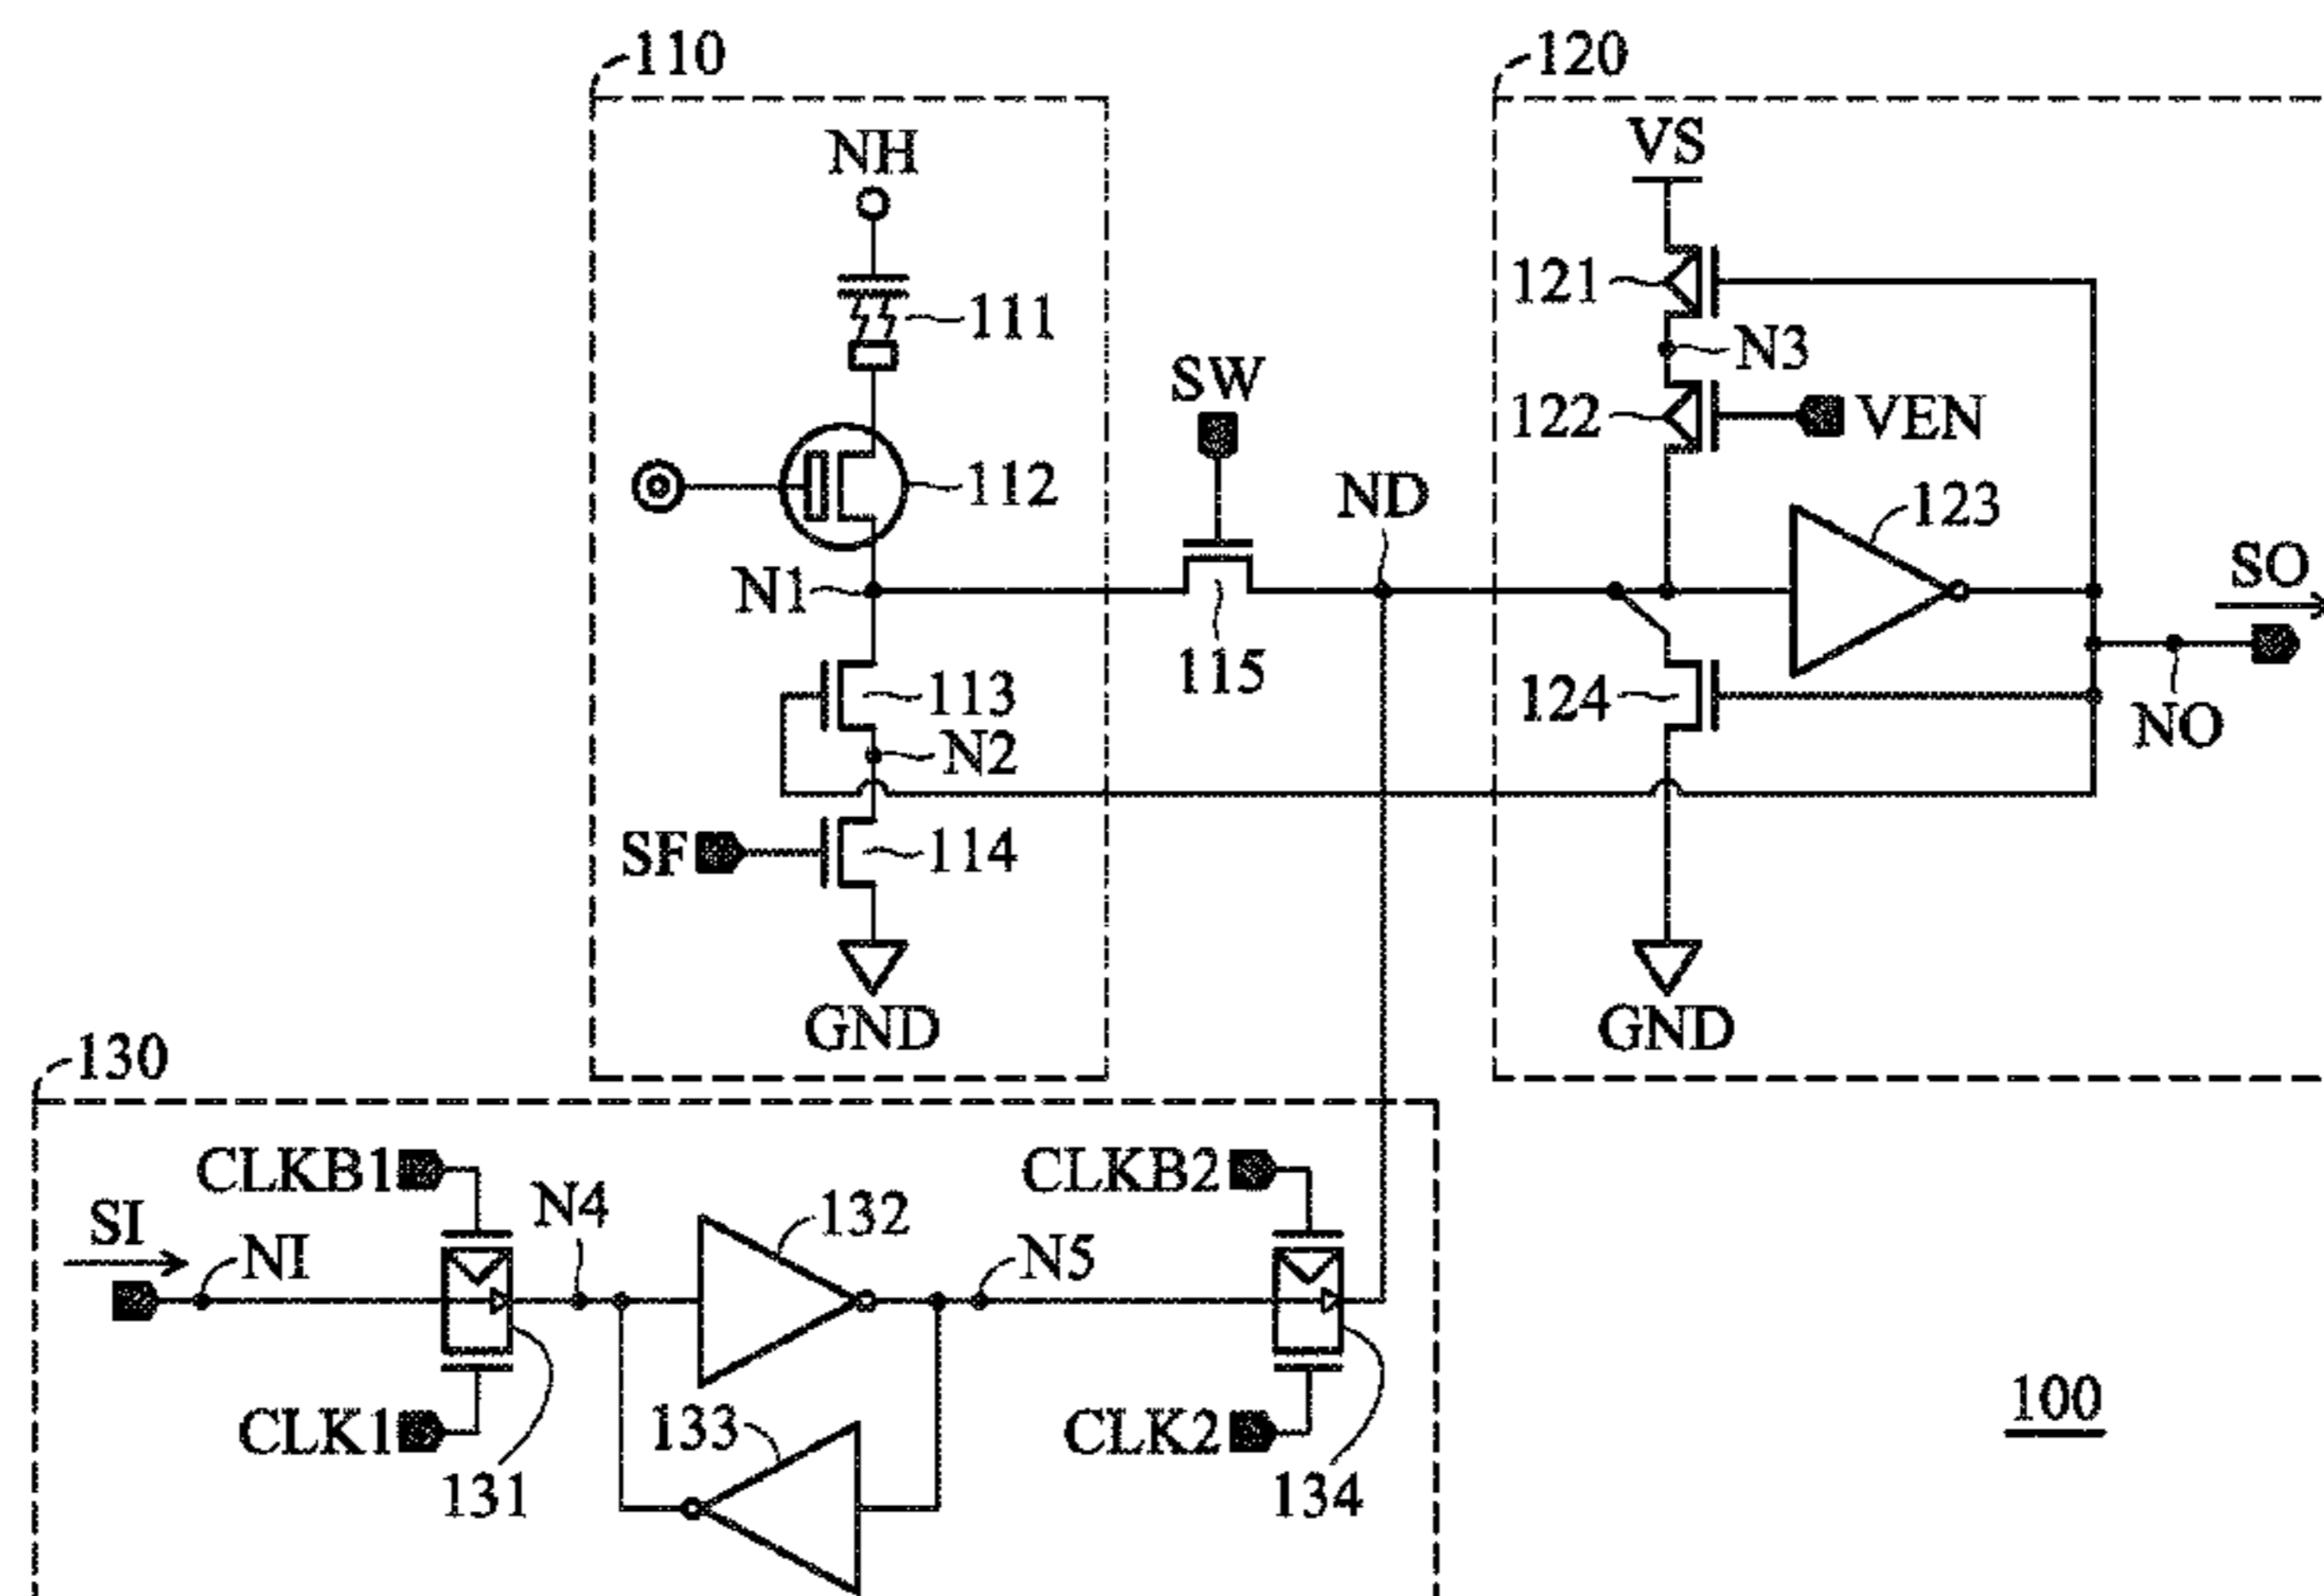 110
120
NH
VS
111
121
N3
SW
122
VEN
112
ND
123
N1
SO
115
113
124
NO
N2
SF
114
GND
GND
130
CLKB1
CLKB2
SI
NI
N4
132
N5
CLK1
133
CLK2
131
134
100